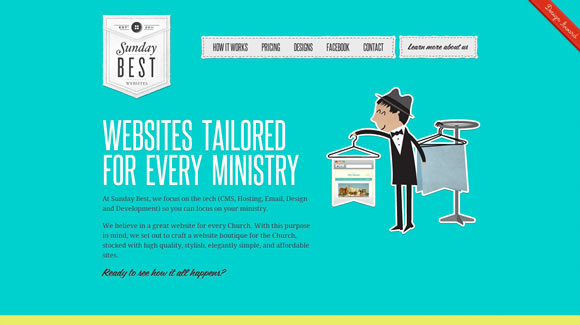 EST 20
Sunday
BEST
WEBSITES
HOW IT WORKS
PRICING
DESIGNS
FACEBOOK
CONTACT
Learn more about us
Design Award
WEBSITES TAILORED
FOR EVERY MINISTRY
At Sunday Best, we focus on the tech (CMS, Hosting, Email, Design
and Development) so you can focus on your ministry.
We believe in a great website for every Church. With this purpose
in mind, we set out to craft a website boutique for the Church,
stocked with high quality, stylish, elegantly simple, and affordable
sites.
Ready to see how it all happens?